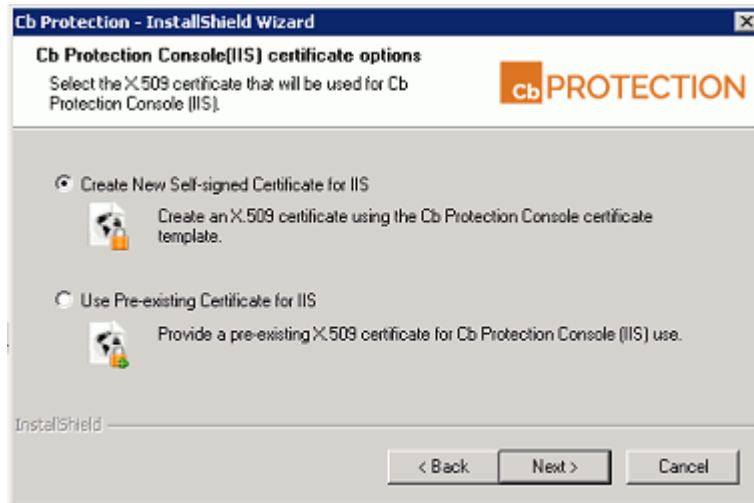 Cb Protection - InstallShield Wizard
Cb Protection Console(IIS) certificate options
Select the X.509 certificate that will be used for Cb
Protection Console (IIS).
Cb PROTECTION
Create New Self-signed Certificate for IIS
Create an X.509 certificate using the Cb Protection Console certificate
template.
Use Pre-existing Certificate for IIS
Provide a pre-existing X.509 certificate for Cb Protection Console (IIS) use.
InstallShield
< Back
Next >
Cancel